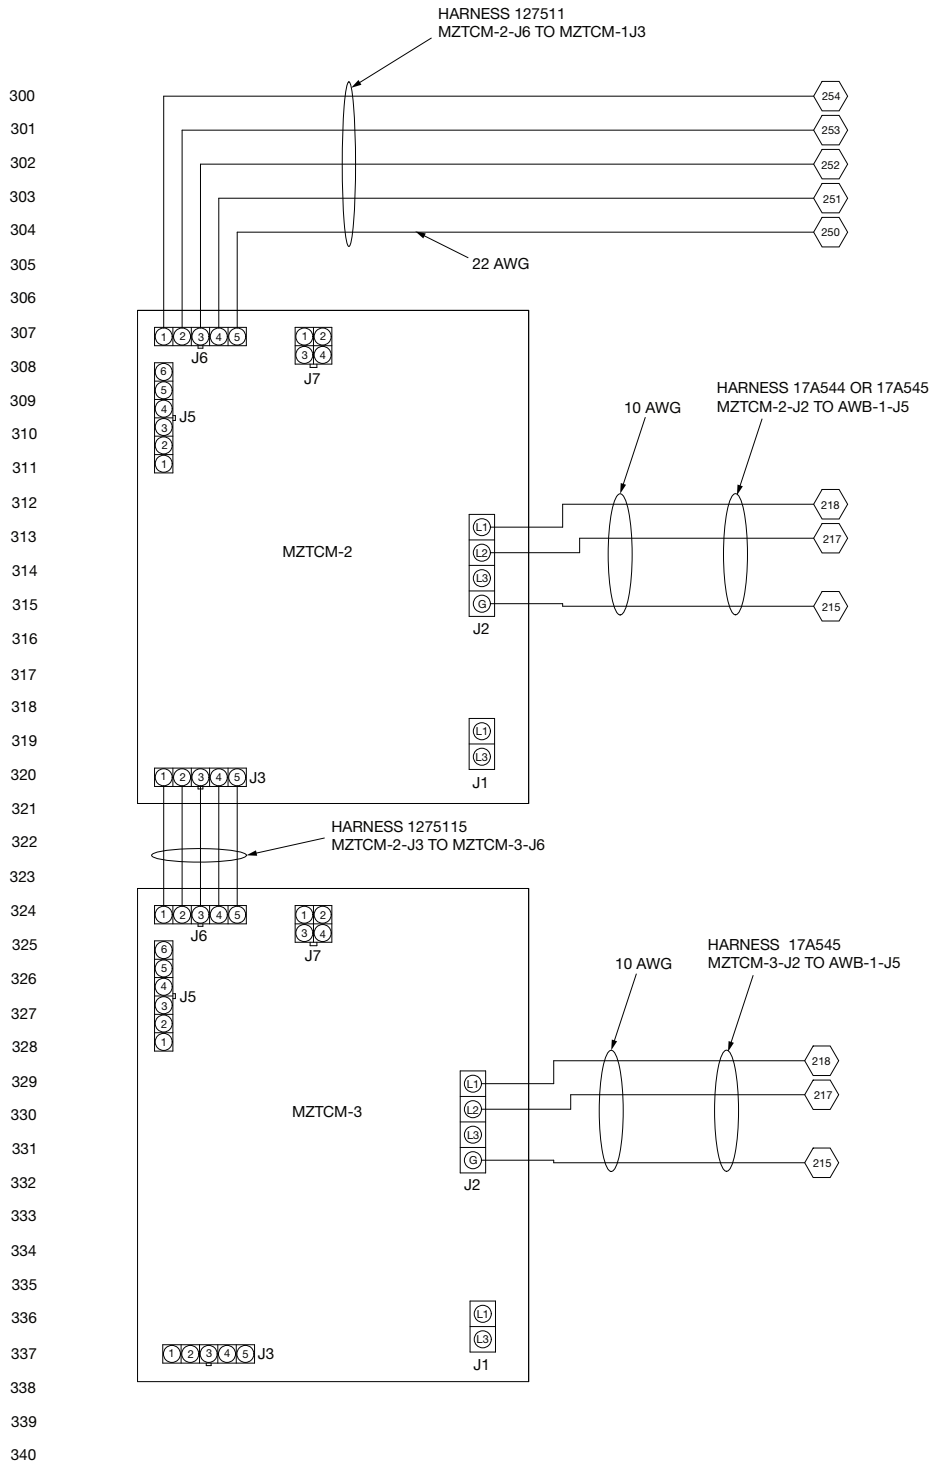 HARNESS 127511
MZTCM-2-J6 TO MZTCM-1J3
300
254
301
253
302
252
303
251
304
250
22 AWG
305
306
307
1 2 3 4 5
J6
1 2
3 4
J7
308
6
5
4
3
2
1
J5
309
310
311
10 AWG
HARNESS 17A544 OR 17A545
MZTCM-2-J2 TO AWB-1-J5
312
218
313
L1
217
MZTCM-2
L2
314
L3
315
G
215
J2
316
317
318
319
L1
L3
J1
320
1 2 3 4 5 J3
321
HARNESS 1275115
MZTCM-2-J3 TO MZTCM-3-J6
322
323
324
1 2 3 4 5
J6
1 2
3 4
J7
325
6
5
4
3
2
1
J5
326
327
328
10 AWG
HARNESS 17A545
MZTCM-3-J2 TO AWB-1-J5
218
329
L1
217
330
MZTCM-3
L2
331
L3
G
215
332
J2
333
334
335
336
L1
L3
J1
337
1 2 3 4 5 J3
338
339
340